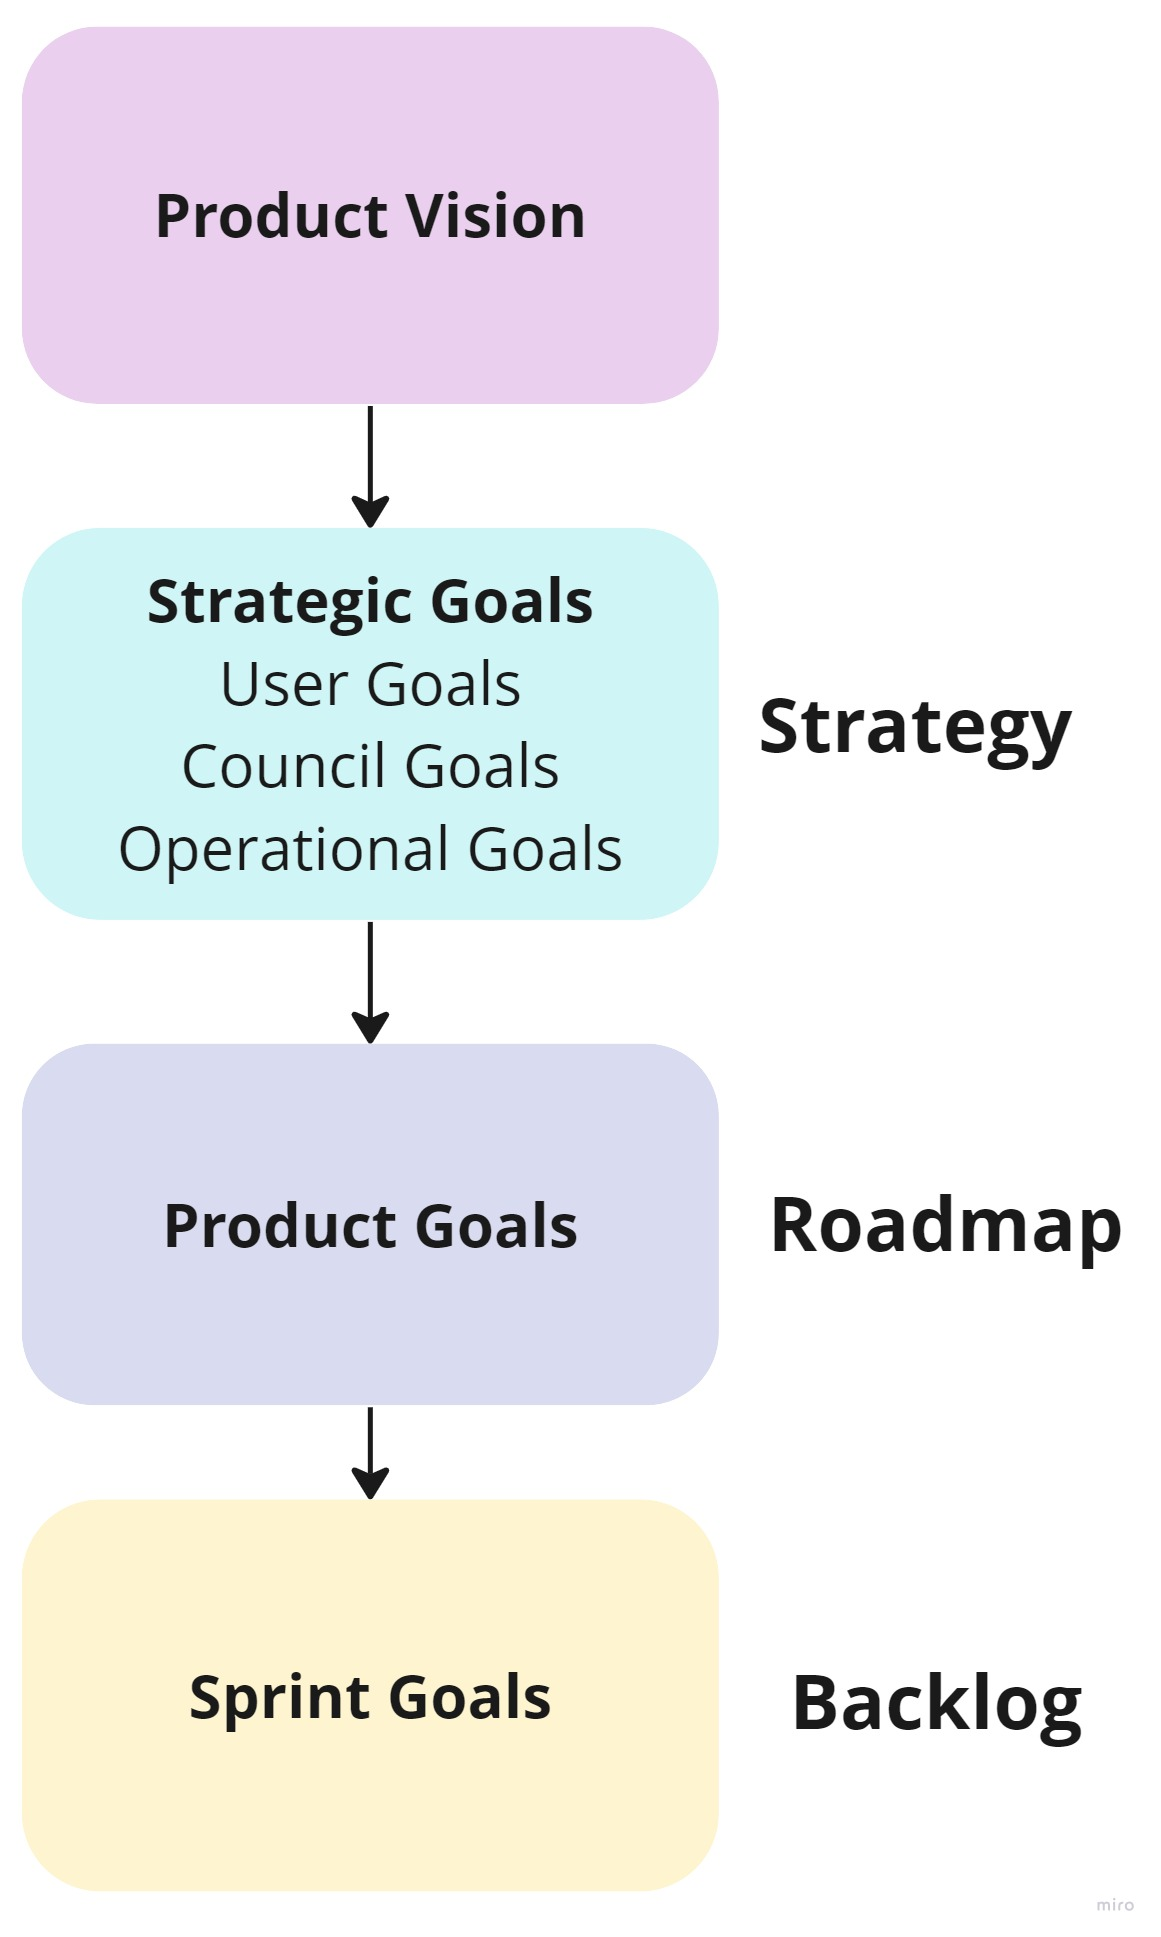 Product Vision
Strategic Goals
User Goals
Council Goals
Operational Goals
Strategy
Product Goals
Roadmap
Sprint Goals
Backlog
miro